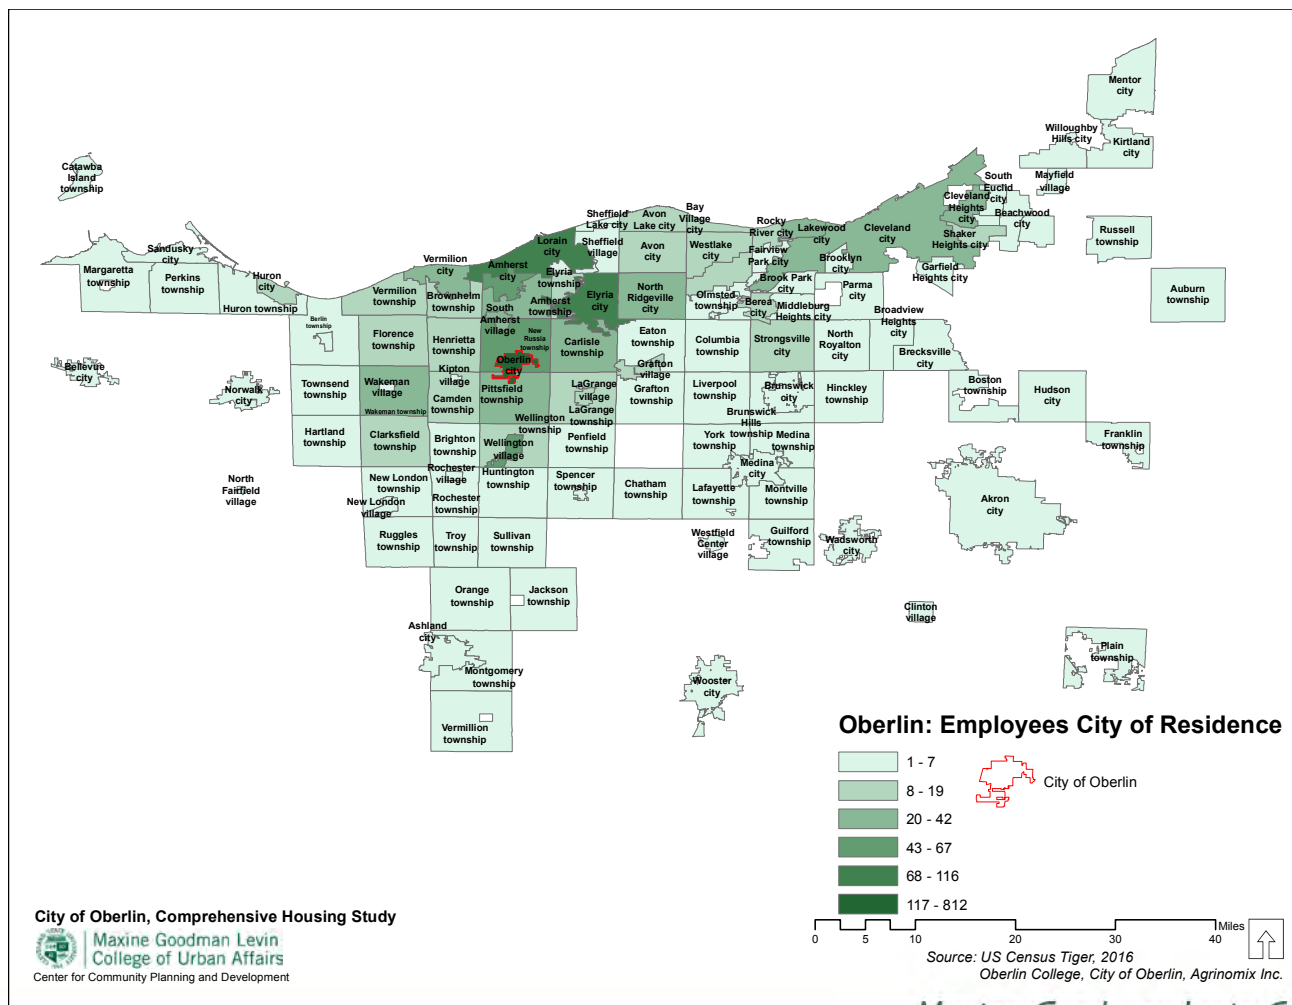 Mentor
city
Willoughby
Hills city
Kirtland
city
Catawba
Island
township
South
Euclid
city
Mayfield
village
Cleveland
Heights
city
Beachwood
city
Bay
Village
city
Sheffield
Lake city
Avon
Lake city
Rocky
River city
Lakewood
city
Cleveland
city
Shaker
Heights city
Russell
township
Lorain
city
Sheffield
village
Avon
city
Westlake
city
Fairview
Park city
Brooklyn
city
Garfield
Heights city
Sandusky
city
Margaretta
township
Perkins
township
Huron
city
Huron township
Vermilion
city
Amherst
city
Elyria
township
Vermilion
township
Brownhelm
township
South
Amherst
village
Amherst
township
Elyria
city
North
Ridgeville
city
Olmsted
township
Brook Park
city
Berea
city
Middleburg
Heights city
Parma
city
Auburn
township
Berlin
township
Florence
township
Henrietta
township
New
Russia
township
Carlisle
township
Eaton
township
Columbia
township
Strongsville
city
North
Royalton
city
Broadview
Heights
city
Brecksville
city
Bellevue
city
Norwalk
city
Oberlin
city
Kipton
village
Grafton
village
Townsend
township
Wakeman
village
Wakeman township
Camden
township
Pittsfield
township
LaGrange
village
LaGrange
township
Grafton
township
Liverpool
township
Brunswick
city
Hinckley
township
Boston
township
Hudson
city
Hartland
township
Clarksfield
township
Brighton
township
Wellington
township
Wellington
village
Penfield
township
York
township
Brunswick
Hills
township
Medina
township
Franklin
township
North
Fairfield
village
New London
township
Rochester
village
Huntington
township
Spencer
township
Chatham
township
Medina
city
Lafayette
township
Montville
township
Akron
city
New London
village
Rochester
township
Ruggles
township
Troy
township
Sullivan
township
Westfield
Center
village
Guilford
township
Wadsworth
city
Orange
township
Jackson
township
Clinton
village
Ashland
city
Montgomery
township
Plain
township
Wooster
city
Vermillion
township
Oberlin: Employees City of Residence
1 - 7
8 - 19
20 - 42
43 - 67
68 - 116
117 - 812
City of Oberlin
Miles
0 5 10 20 30 40
Source: US Census Tiger, 2016
Oberlin College, City of Oberlin, Agrinomix Inc.
City of Oberlin, Comprehensive Housing Study
Maxine Goodman Levin
College of Urban Affairs
Center for Community Planning and Development